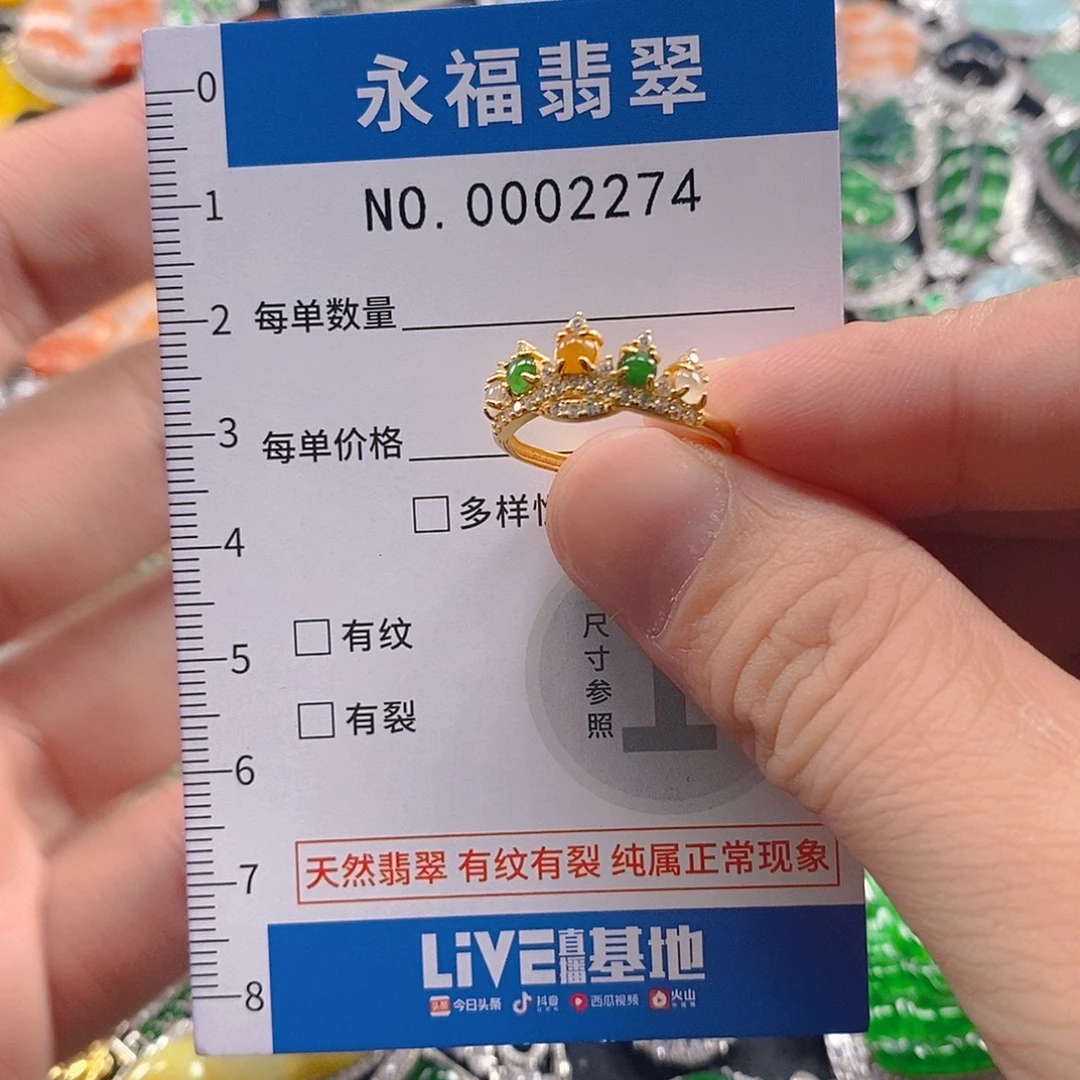 永福翡翠
NO. 0002274
0
1
2
3
4
5
6
7
8
每单数量
每单价格
多样
有纹
有裂
尺寸参照
天然翡翠 有纹有裂 纯属正常现象
LiVE直播基地
头条 今日头条 抖音 西瓜视频 火山